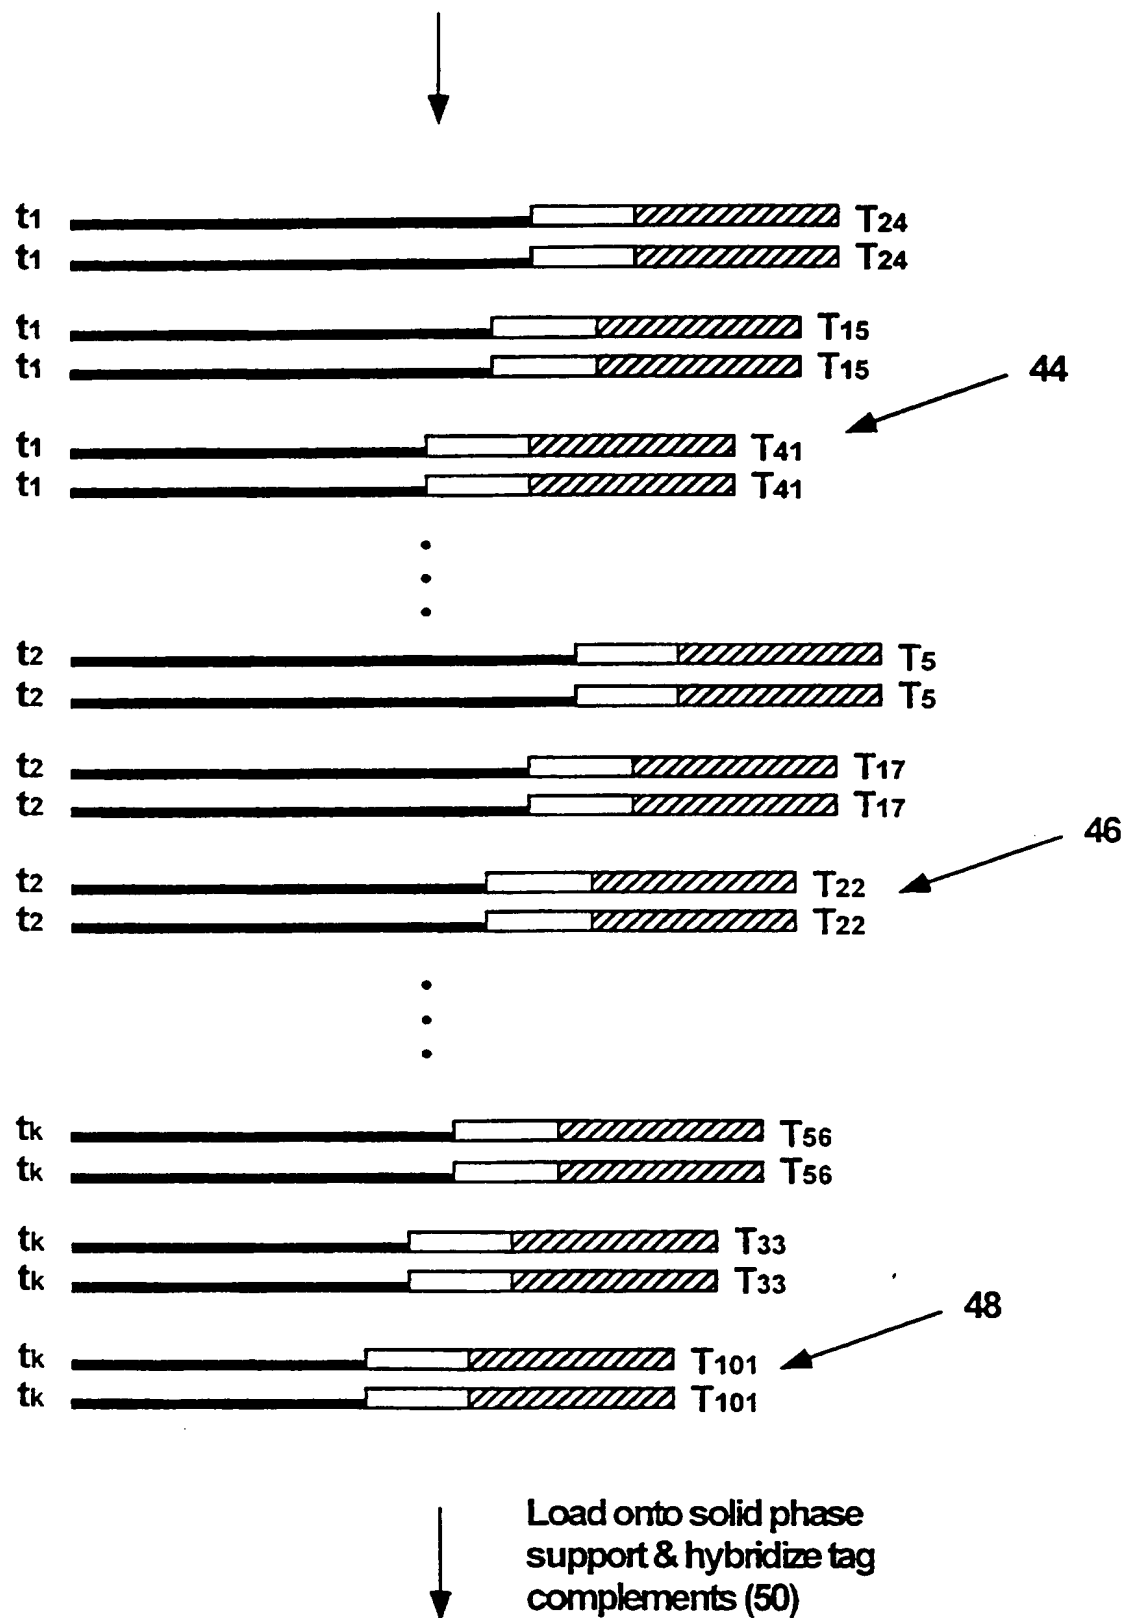 t1 T24
t1 T24
t1 T15
t1 T15
44
t1 T41
t1 T41
t2 T5
t2 T5
t2 T17
t2 T17
46
t2 T22
t2 T22
tk T56
tk T56
tk T33
tk T33
48
tk T101
tk T101
Load onto solid phase
support & hybridize tag
complements (50)